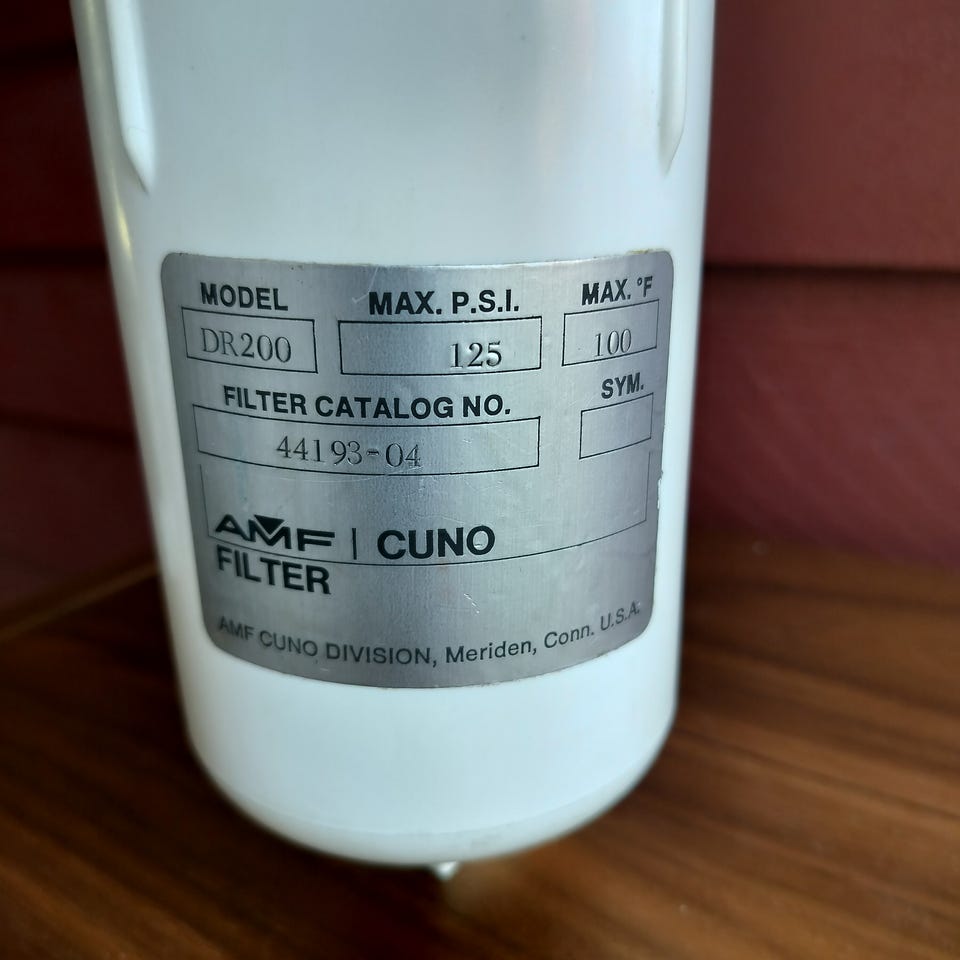 MODEL MAX. P.S.I. MAX. °F
DR200 125 100
FILTER CATALOG NO. SYM.
44193-04
AMF | CUNO
FILTER
AMF CUNO DIVISION, Meriden, Conn. U.S.A.